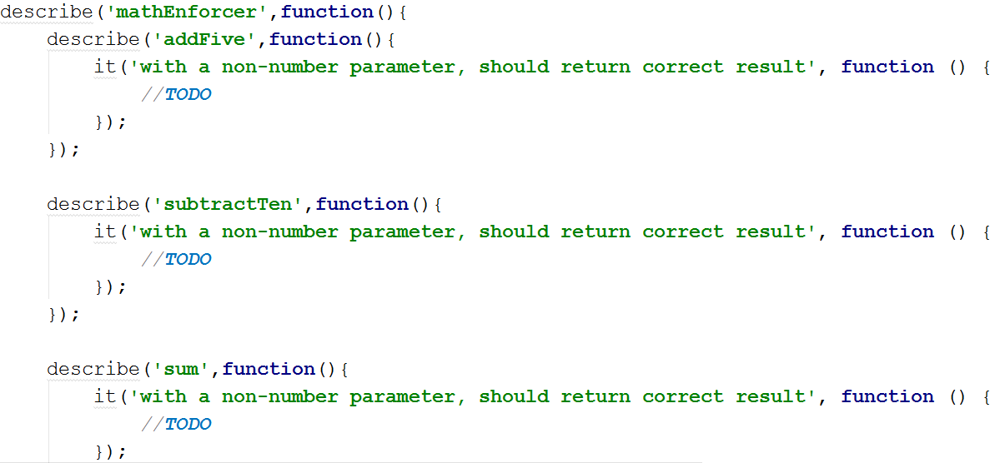 describe('mathEnforcer',function(){
    describe('addFive',function(){
        it('with a non-number parameter, should return correct result', function () {
            //TODO
        });
    });

    describe('subtractTen',function(){
        it('with a non-number parameter, should return correct result', function () {
            //TODO
        });
    });

    describe('sum',function(){
        it('with a non-number parameter, should return correct result', function () {
            //TODO
        });